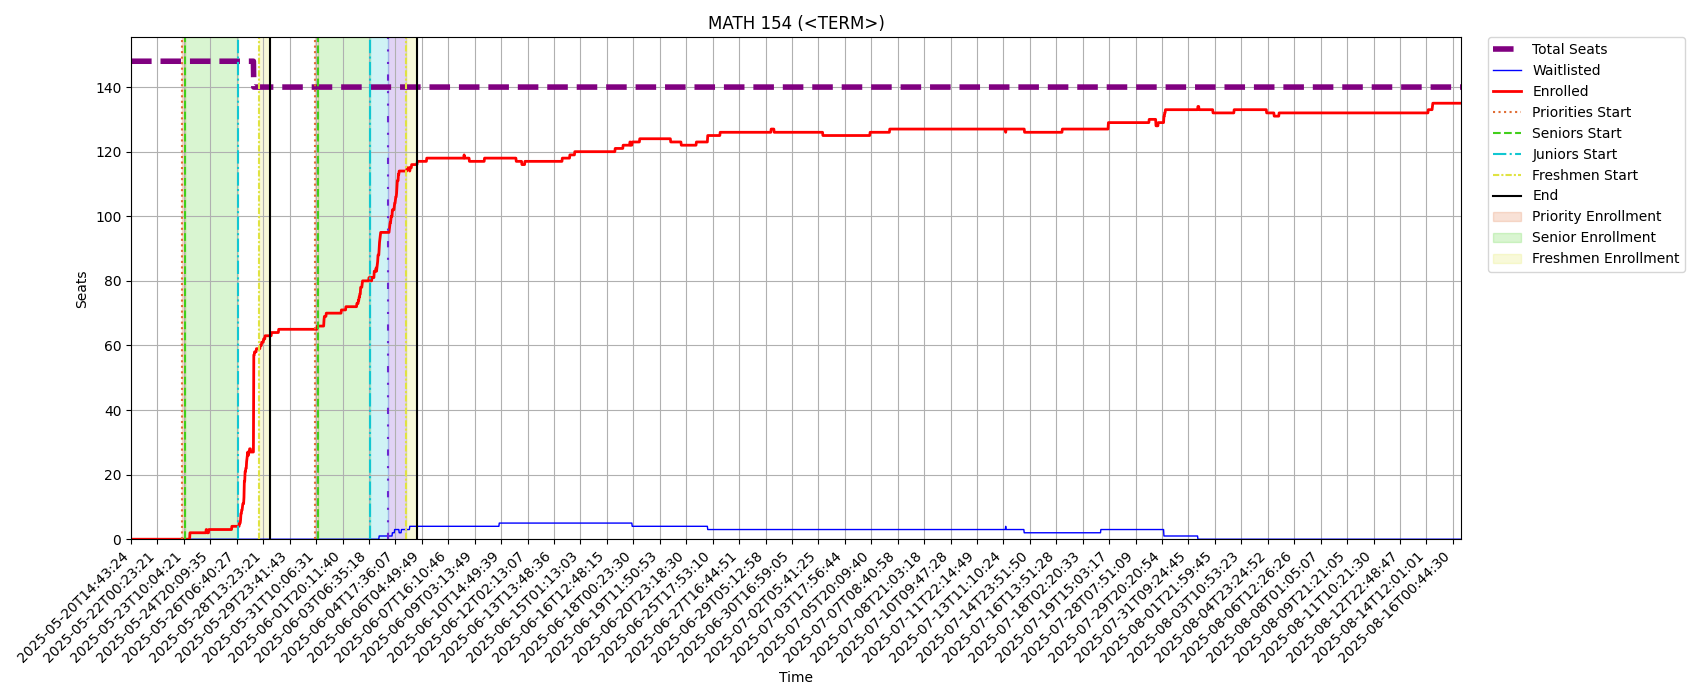 MATH 154 (<TERM>)
Seats
140
120
100
80
60
40
20
0
2025-05-20T14:43:24
2025-05-22T00:23:21
2025-05-23T10:04:21
2025-05-24T20:09:35
2025-05-26T06:40:27
2025-05-28T13:23:21
2025-05-29T23:41:43
2025-05-31T10:06:31
2025-06-01T20:11:40
2025-06-03T06:35:18
2025-06-04T17:36:07
2025-06-06T04:49:49
2025-06-07T16:10:46
2025-06-09T03:13:49
2025-06-10T14:49:39
2025-06-12T02:13:07
2025-06-13T13:48:36
2025-06-15T01:13:03
2025-06-16T12:48:15
2025-06-18T00:23:30
2025-06-19T11:50:53
2025-06-20T23:18:30
2025-06-25T17:53:10
2025-06-27T16:44:51
2025-06-29T05:12:58
2025-06-30T16:59:05
2025-07-02T05:41:25
2025-07-03T17:56:44
2025-07-05T20:09:40
2025-07-07T08:40:58
2025-07-08T21:03:18
2025-07-10T09:47:28
2025-07-11T22:14:49
2025-07-13T11:10:24
2025-07-14T23:51:50
2025-07-16T13:51:28
2025-07-18T02:20:33
2025-07-19T15:03:17
2025-07-28T07:51:09
2025-07-29T20:20:54
2025-07-31T09:24:45
2025-08-01T21:59:45
2025-08-03T10:53:23
2025-08-04T23:24:52
2025-08-06T12:26:26
2025-08-08T01:05:07
2025-08-09T21:21:05
2025-08-11T10:21:30
2025-08-12T22:48:47
2025-08-14T12:01:01
2025-08-16T00:44:30
Time
Total Seats
Waitlisted
Enrolled
Priorities Start
Seniors Start
Juniors Start
Freshmen Start
End
Priority Enrollment
Senior Enrollment
Freshmen Enrollment